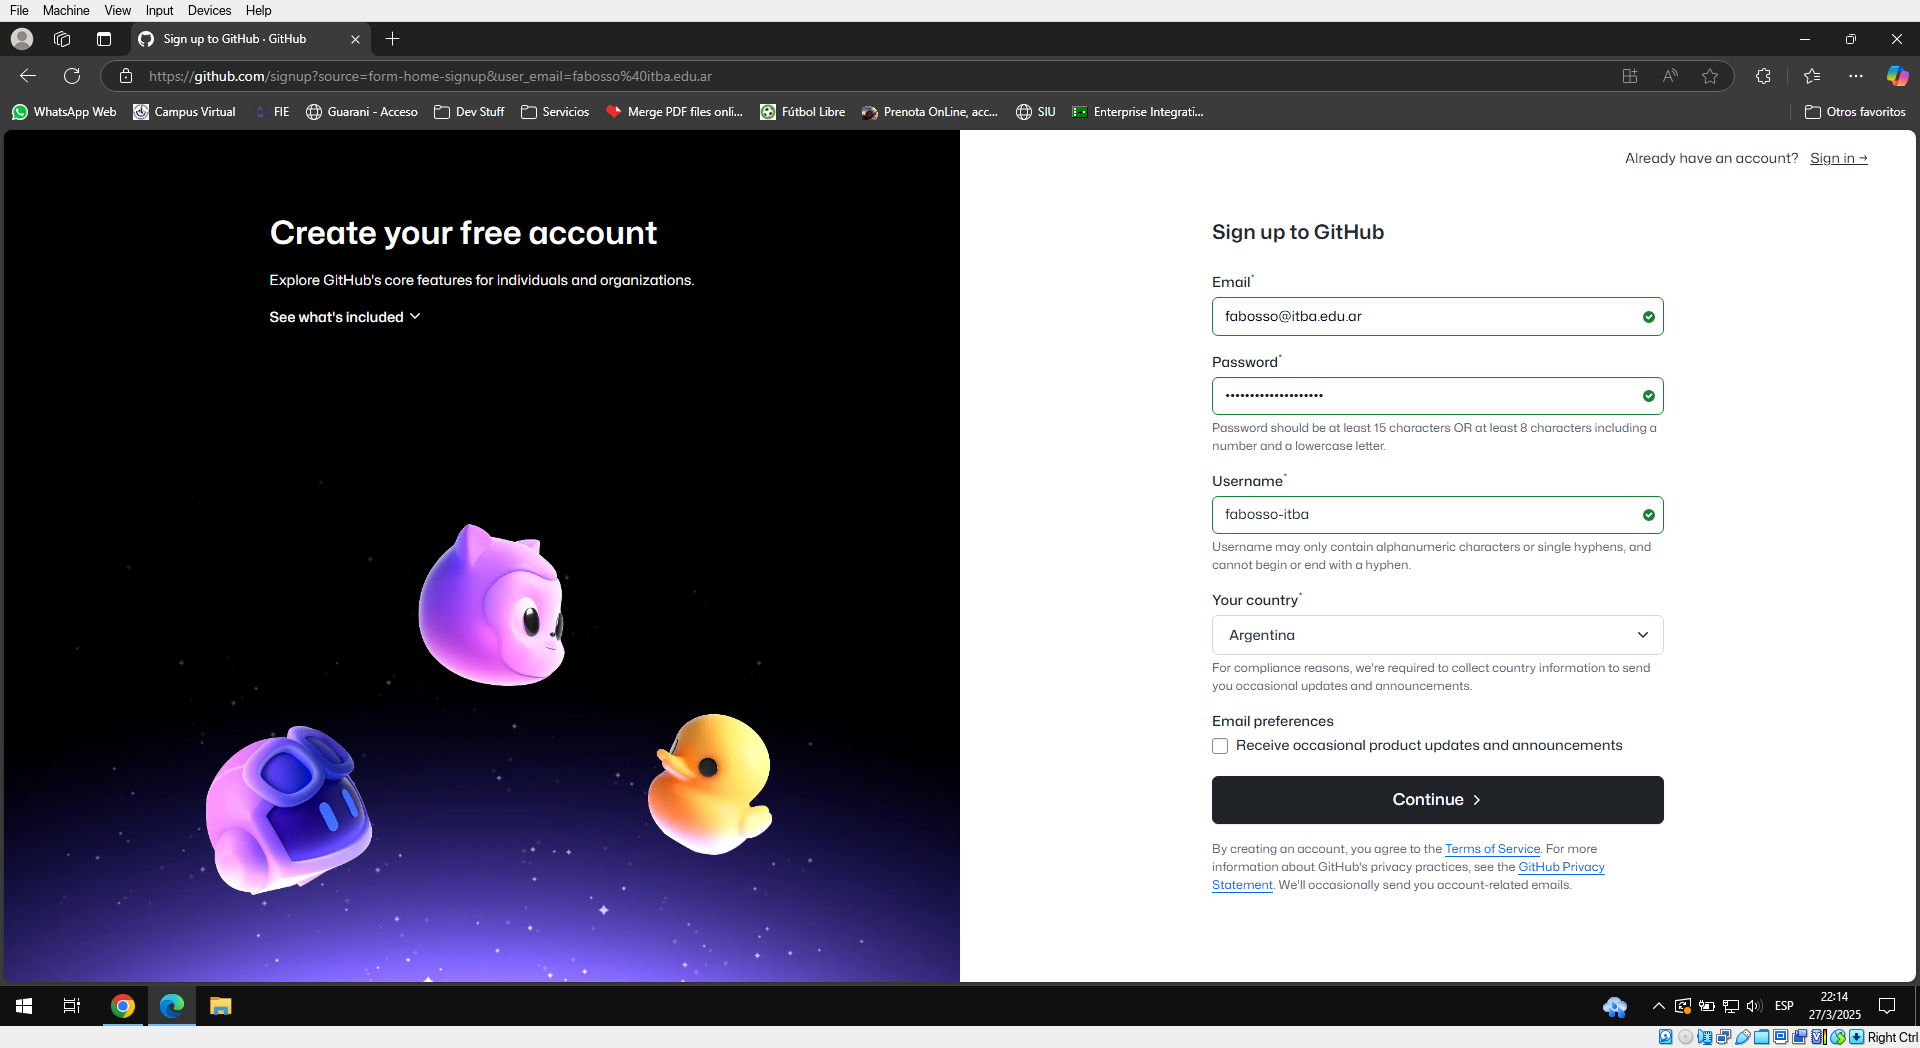 File Machine View Input Devices Help
Sign up to GitHub · GitHub
https://github.com/signup?source=form-home-signup&user_email=fabosso%40itba.edu.ar
WhatsApp Web Campus Virtual FIE Guarani - Acceso Dev Stuff Servicios Merge PDF files onli... Fútbol Libre Prenota OnLine, acc... SIU Enterprise Integrati... Otros favoritos
Already have an account? Sign in →
Create your free account
Explore GitHub's core features for individuals and organizations.
See what's included
Sign up to GitHub
Email*
fabosso@itba.edu.ar
Password*
••••••••••••••••••••
Password should be at least 15 characters OR at least 8 characters including a
number and a lowercase letter.
Username*
fabosso-itba
Username may only contain alphanumeric characters or single hyphens, and
cannot begin or end with a hyphen.
Your country*
Argentina
For compliance reasons, we're required to collect country information to send
you occasional updates and announcements.
Email preferences
Receive occasional product updates and announcements
Continue
By creating an account, you agree to the Terms of Service. For more
information about GitHub's privacy practices, see the GitHub Privacy
Statement. We'll occasionally send you account-related emails.
ESP
22:14
27/3/2025
Right Ctrl